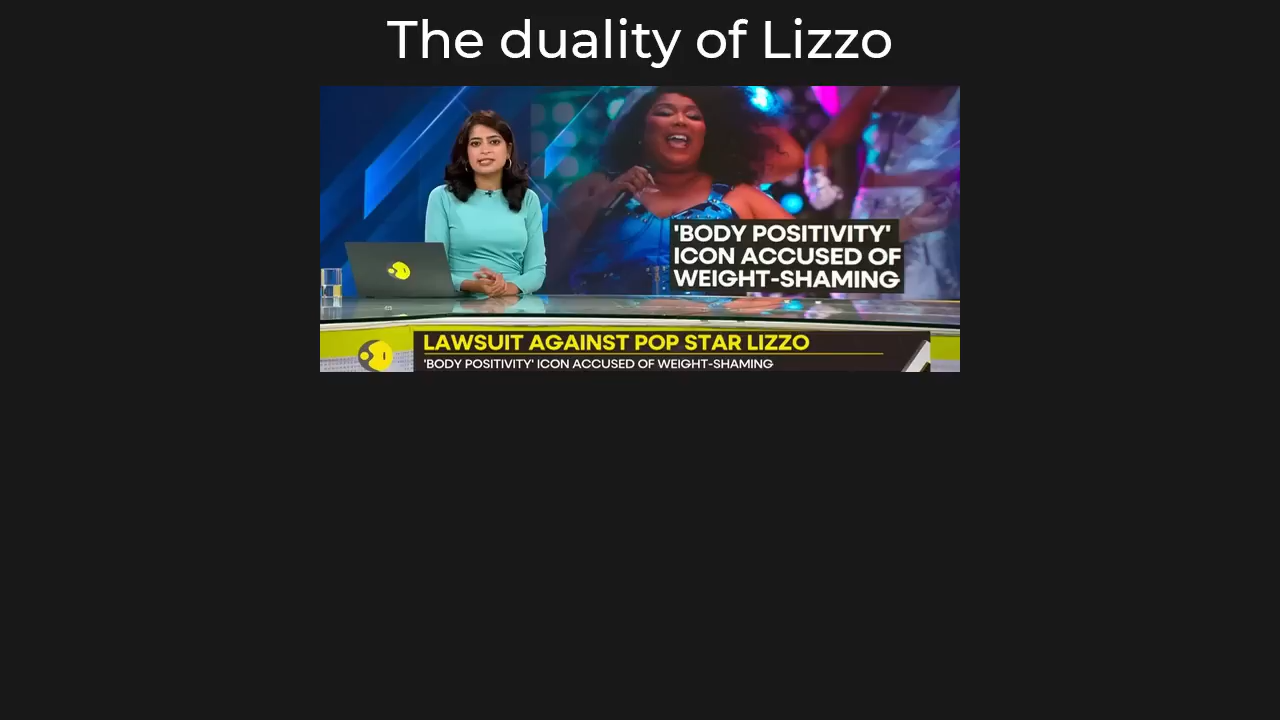 The duality of Lizzo
'BODY POSITIVITY'
ICON ACCUSED OF
WEIGHT-SHAMING
LAWSUIT AGAINST POP STAR LIZZO
'BODY POSITIVITY' ICON ACCUSED OF WEIGHT-SHAMING